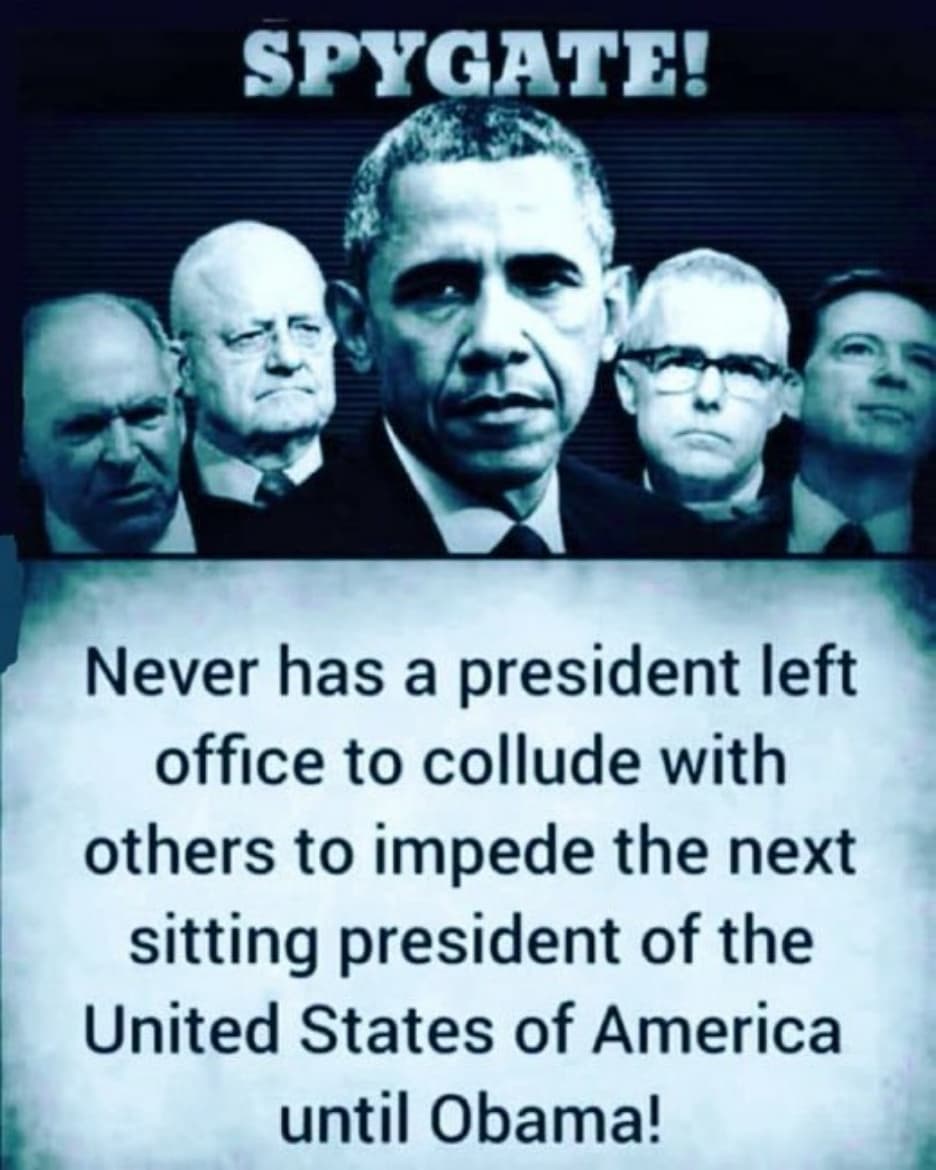 SPYGATE!
Never has a president left
office to collude with
others to impede the next
sitting president of the
United States of America
until Obama!